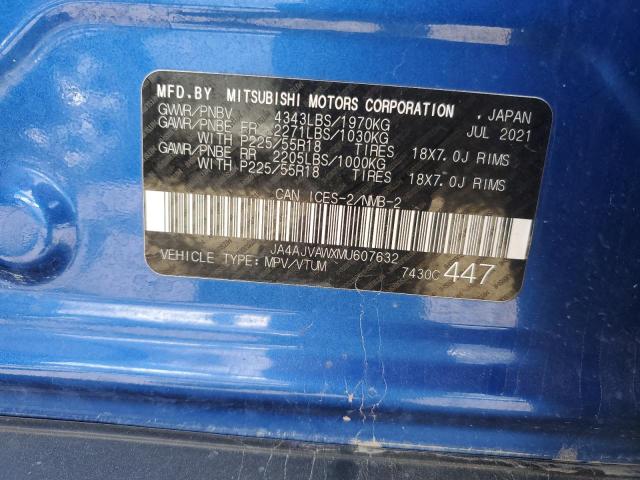 MFD.BY MITSUBISHI MOTORS CORPORATION , JAPAN
GVWR/PNBV 4343LBS/1970KG JUL 2021
GAWR/PNBE FR 2271LBS/1030KG
WITH P225/55R18 TIRES 18X7.0J RIMS
GAWR/PNBE RR 2205LBS/1000KG
WITH P225/55R18 TIRES 18X7.0J RIMS
CAN ICES-2/NMB-2
JA4AJVAWXMU607632
VEHICLE TYPE: MPV/VTUM 7430C 447